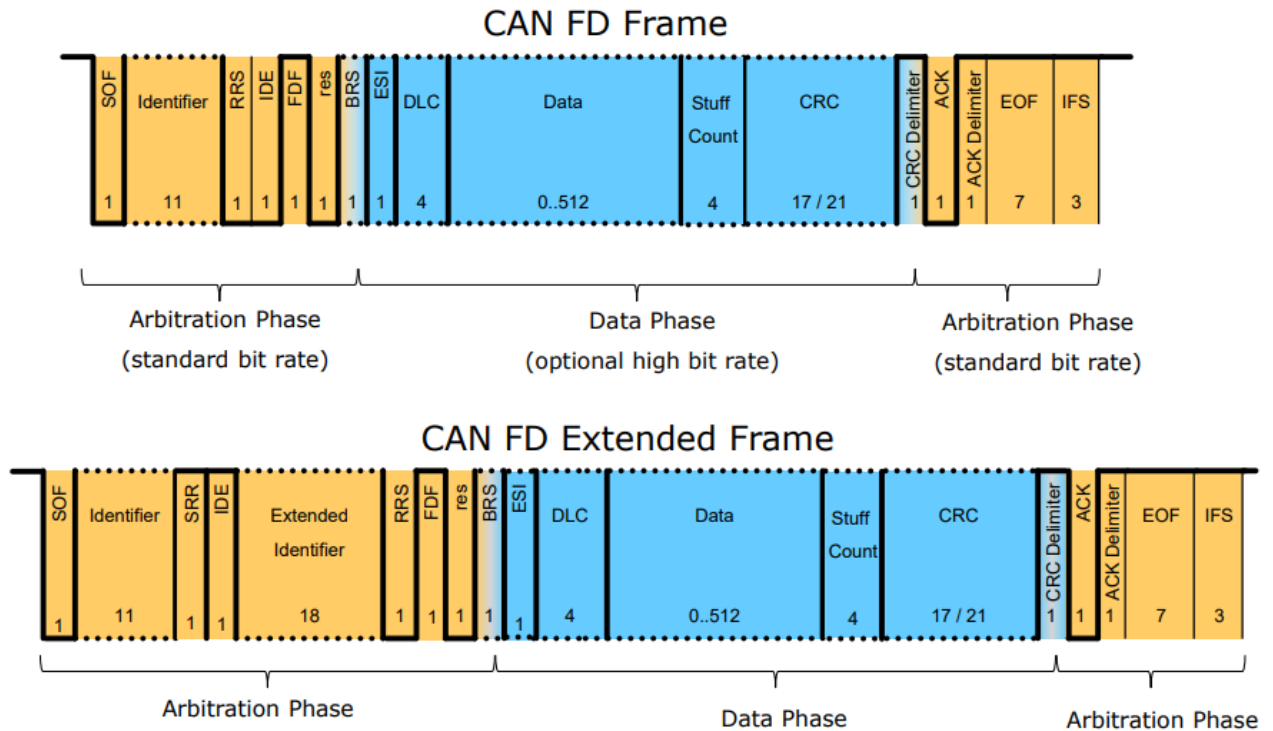 CAN FD Frame
SOF
Identifier
RRS
IDE
FDF
res
BRS
ESI
DLC
Data
Stuff
Count
CRC
CRC Delimiter
ACK
ACK Delimiter
EOF
IFS
1 11 1 1 1 1 1 1 4 0..512 4 17 / 21 1 1 1 7 3
Arbitration Phase
(standard bit rate)
Data Phase
(optional high bit rate)
Arbitration Phase
(standard bit rate)
CAN FD Extended Frame
SOF
Identifier
SRR
IDE
Extended
Identifier
RRS
FDF
res
BRS
ESI
DLC
Data
Stuff
Count
CRC
CRC Delimiter
ACK
ACK Delimiter
EOF
IFS
1 11 1 1 18 1 1 1 1 1 4 0..512 4 17 / 21 1 1 1 7 3
Arbitration Phase
Data Phase
Arbitration Phase